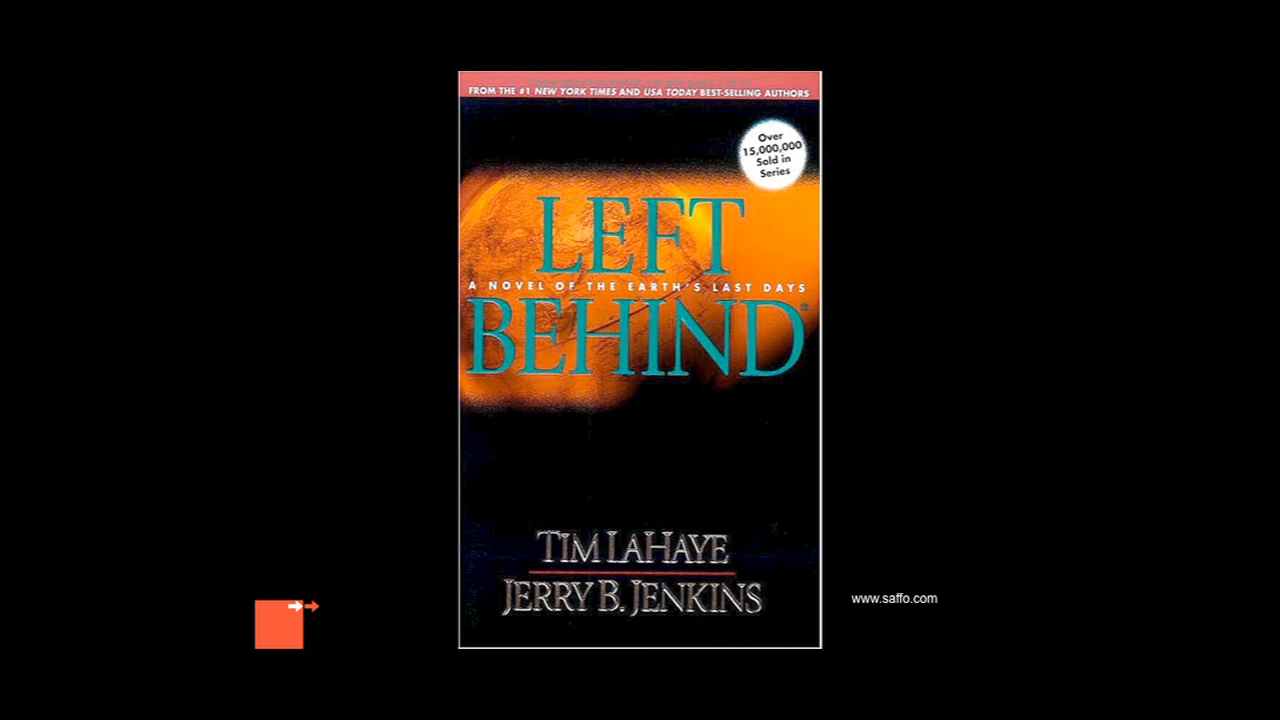 FROM THE #1 NEW YORK TIMES AND USA TODAY BEST-SELLING AUTHORS
Over
15,000,000
Sold in
Series
LEFT
A NOVEL OF THE EARTH'S LAST DAYS
BEHIND®
TIM LAHAYE
JERRY B. JENKINS
www.saffo.com